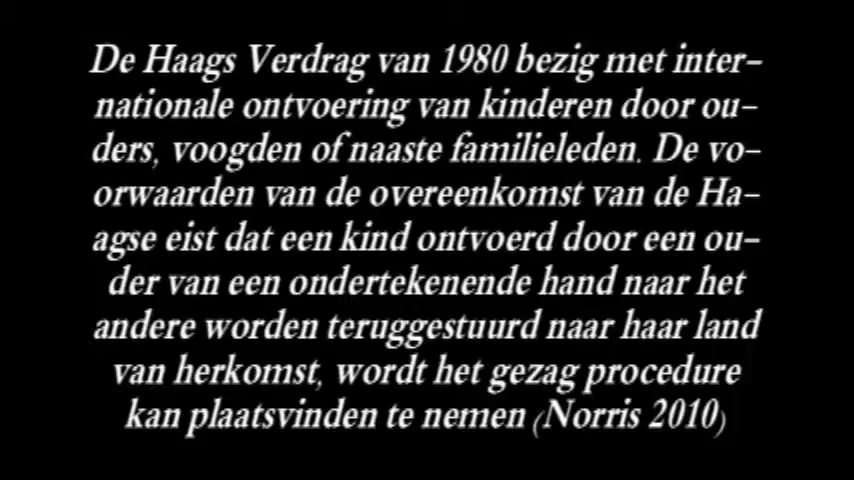 De Haags Verdrag van 1980 bezig met inter-
nationale ontvoering van kinderen door ou-
ders, voogden of naaste familieleden. De vo-
orwaarden van de overeenkomst van de Ha-
agse eist dat een kind ontvoerd door een ou-
der van een ondertekenende hand naar het
andere worden teruggestuurd naar haar land
van herkomst, wordt het gezag procedure
kan plaatsvinden te nemen (Norris 2010)